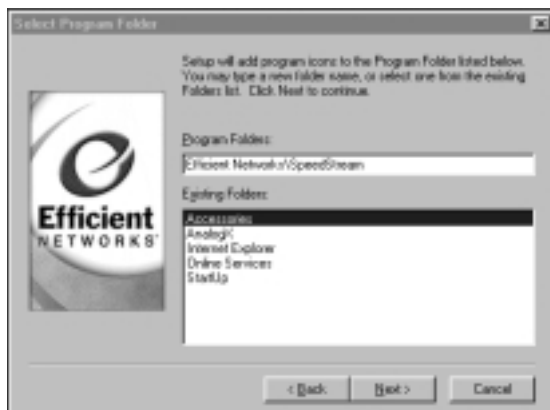 Select Program Folder
Setup will add program icons to the Program Folder listed below.
You may type a new folder name, or select one from the existing
Folders list. Click Next to continue.
Program Folders:
Efficient Networks\SpeedStream
Existing Folders:
Accessories
AnalogX
Internet Explorer
Online Services
StartUp
Efficient
NETWORKS®
< Back
Next >
Cancel